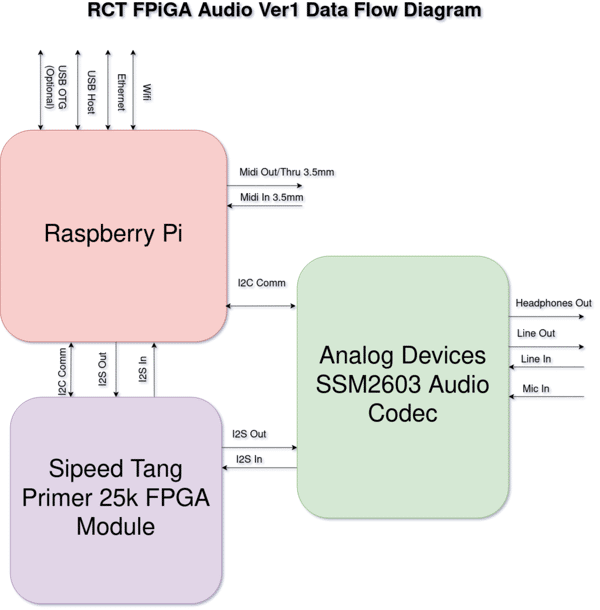 RCT FPiGA Audio Ver1 Data Flow Diagram
USB OTG
(Optional)
USB Host
Ethernet
Wifi
Midi Out/Thru 3.5mm
Midi In 3.5mm
Raspberry Pi
I2C Comm
Headphones Out
Line Out
Line In
Mic In
Analog Devices
SSM2603 Audio
Codec
I2C Comm
I2S Out
I2S In
I2S Out
I2S In
Sipeed Tang
Primer 25k FPGA
Module